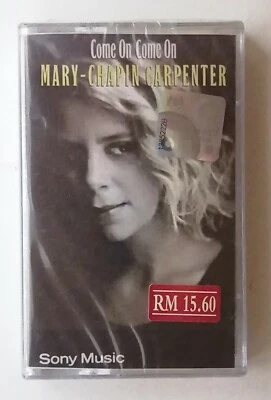 Come On Come On
MARY-CHAPIN CARPENTER
RM 15.60
Sony Music